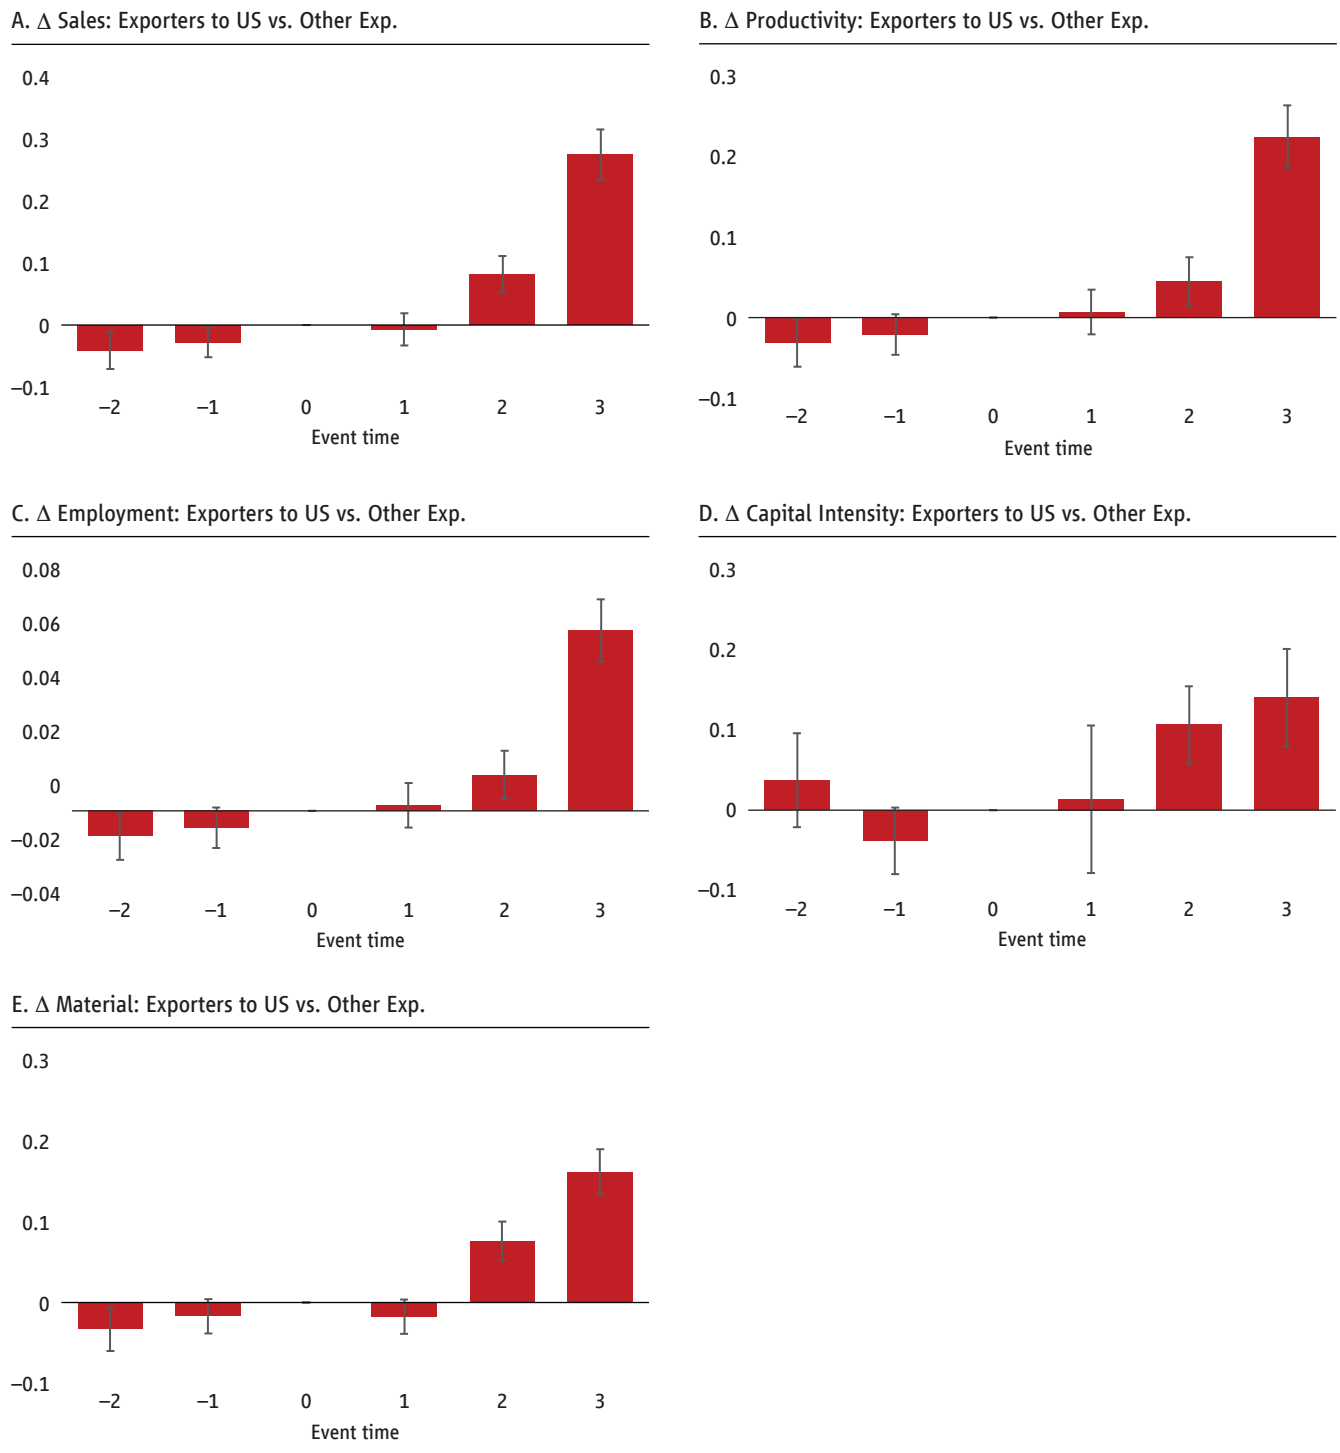 A. Δ Sales: Exporters to US vs. Other Exp.
0.4
0.3
0.2
0.1
0
–0.1
–2 –1 0 1 2 3
Event time
B. Δ Productivity: Exporters to US vs. Other Exp.
0.3
0.2
0.1
0
–0.1
–2 –1 0 1 2 3
Event time
C. Δ Employment: Exporters to US vs. Other Exp.
0.08
0.06
0.04
0.02
0
–0.02
–0.04
–2 –1 0 1 2 3
Event time
D. Δ Capital Intensity: Exporters to US vs. Other Exp.
0.3
0.2
0.1
0
–0.1
–2 –1 0 1 2 3
Event time
E. Δ Material: Exporters to US vs. Other Exp.
0.3
0.2
0.1
0
–0.1
–2 –1 0 1 2 3
Event time